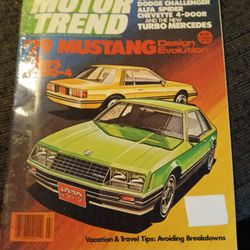 MOTOR
TREND
DODGE CHALLENGER
ALFA SPIDER
CHEVETTE 4-DOOR
AND THE NEW
TURBO MERCEDES
'79 MUSTANG
Design
Evolution
1979
Vacation & Travel Tips: Avoiding Breakdowns